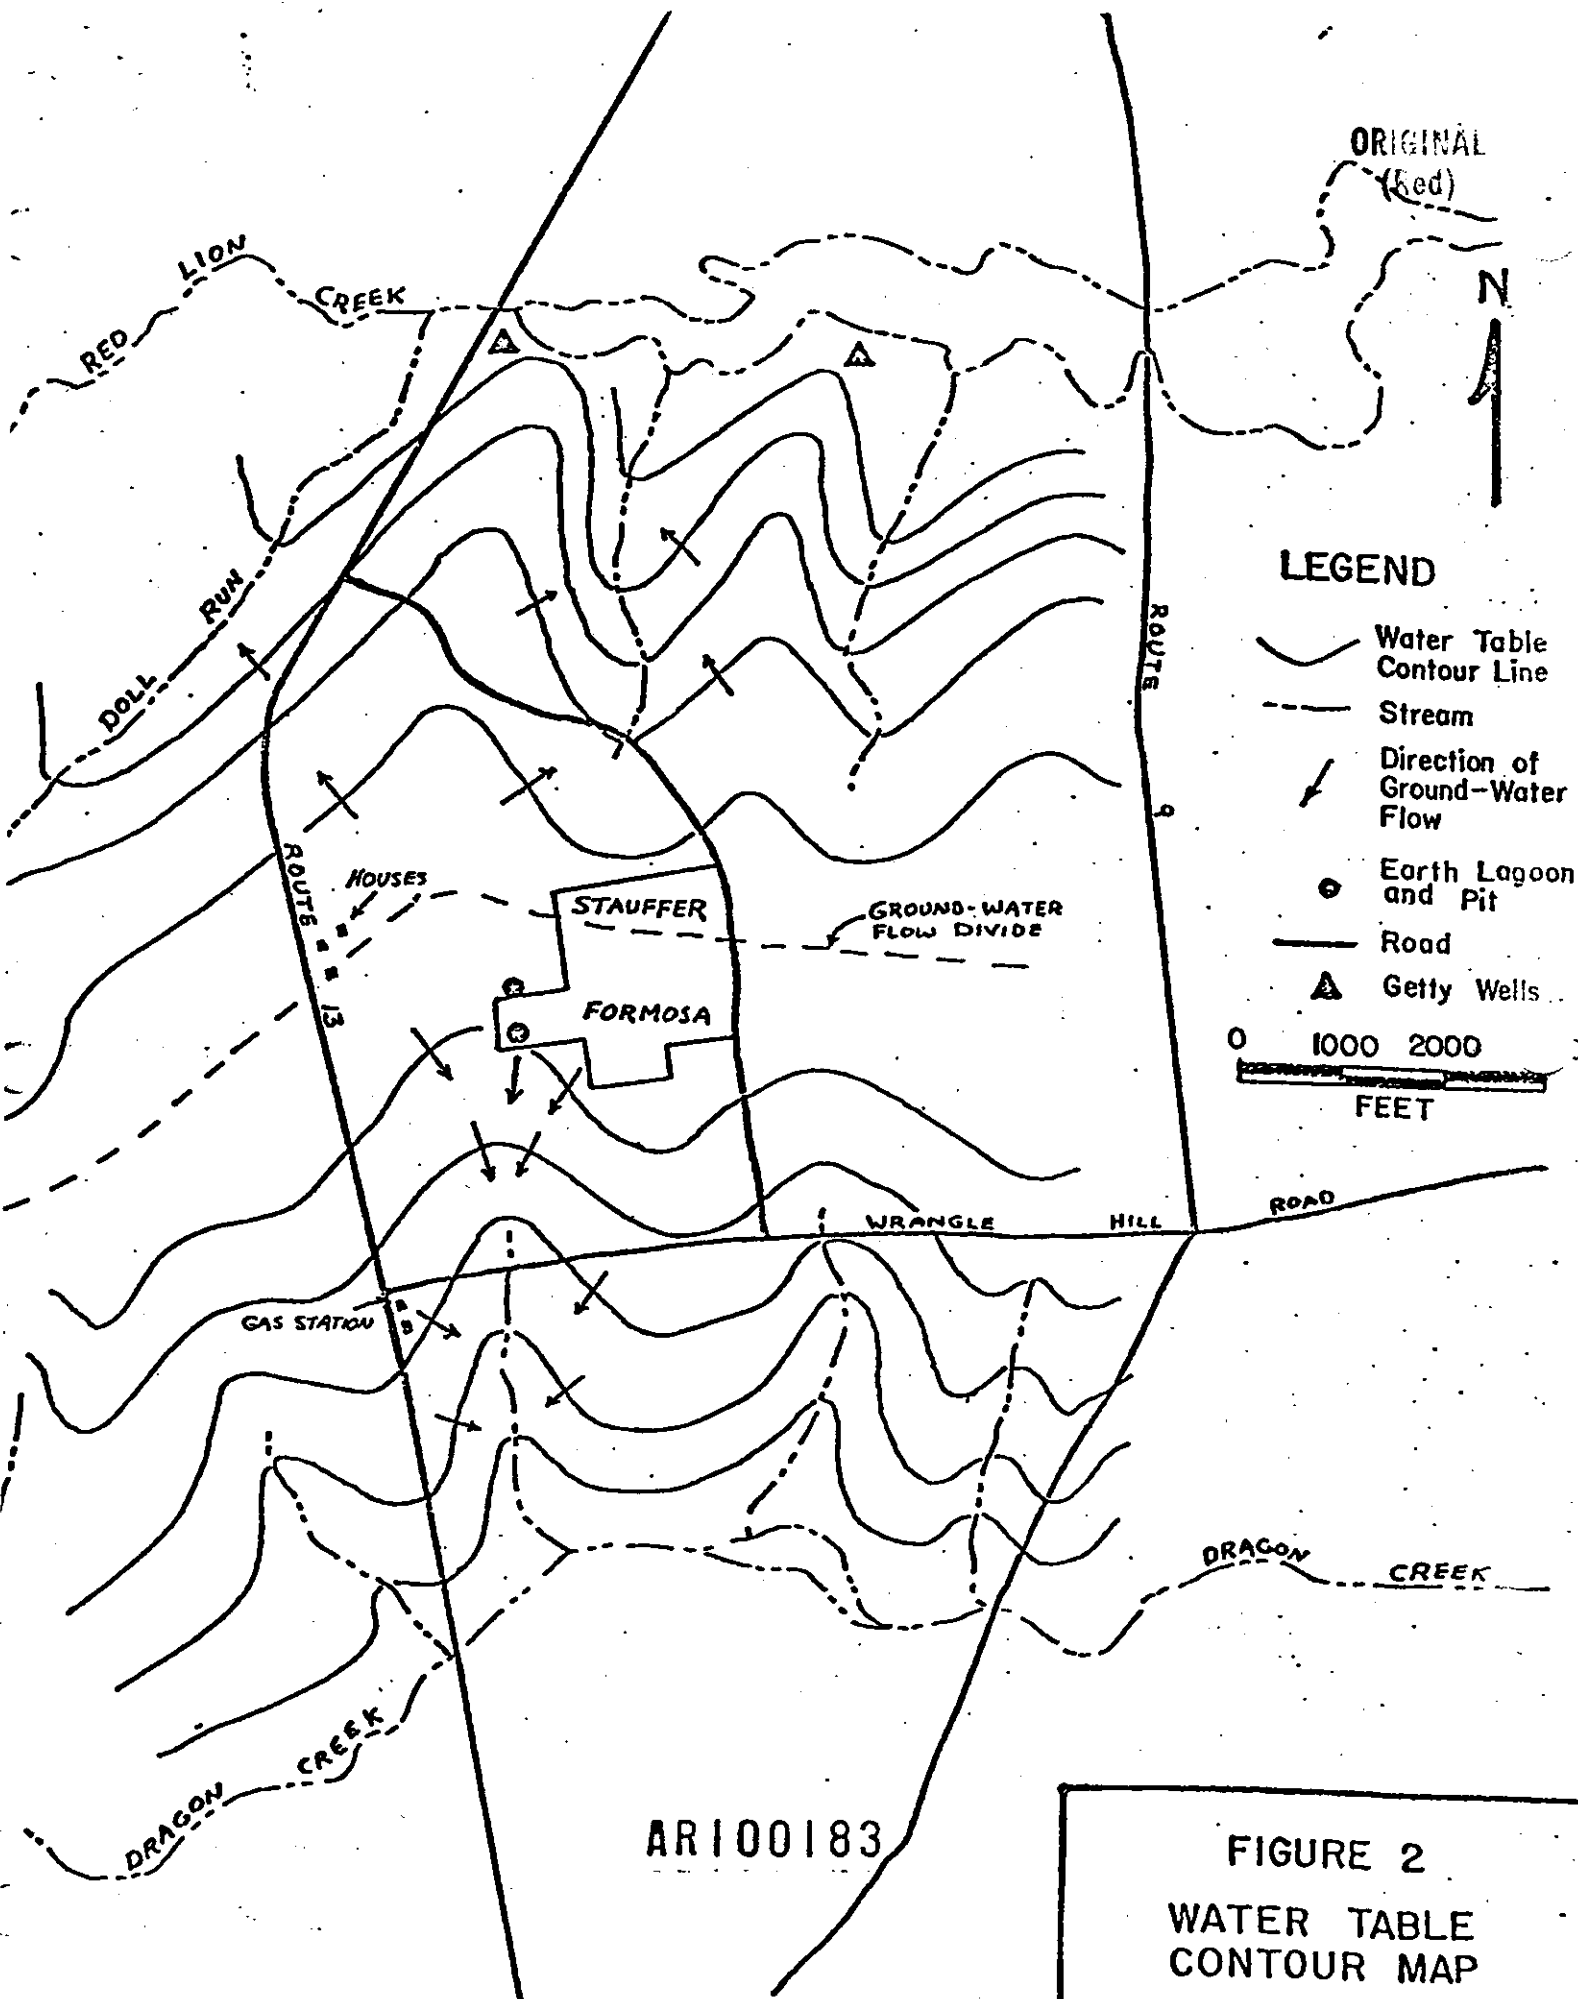 ORIGINAL
(Red)
LION
CREEK
RED
N
LEGEND
Water Table
Contour Line
Stream
Direction of
Ground-Water
Flow
Earth Lagoon
and Pit
Road
Getty Wells
0 1000 2000
FEET
RUN
DOLL
ROUTE
9
HOUSES
ROUTE
13
STAUFFER
GROUND-WATER
FLOW DIVIDE
FORMOSA
WRANGLE HILL ROAD
GAS STATION
DRAGON
CREEK
CREEK
DRAGON
AR100183
FIGURE 2
WATER TABLE
CONTOUR MAP